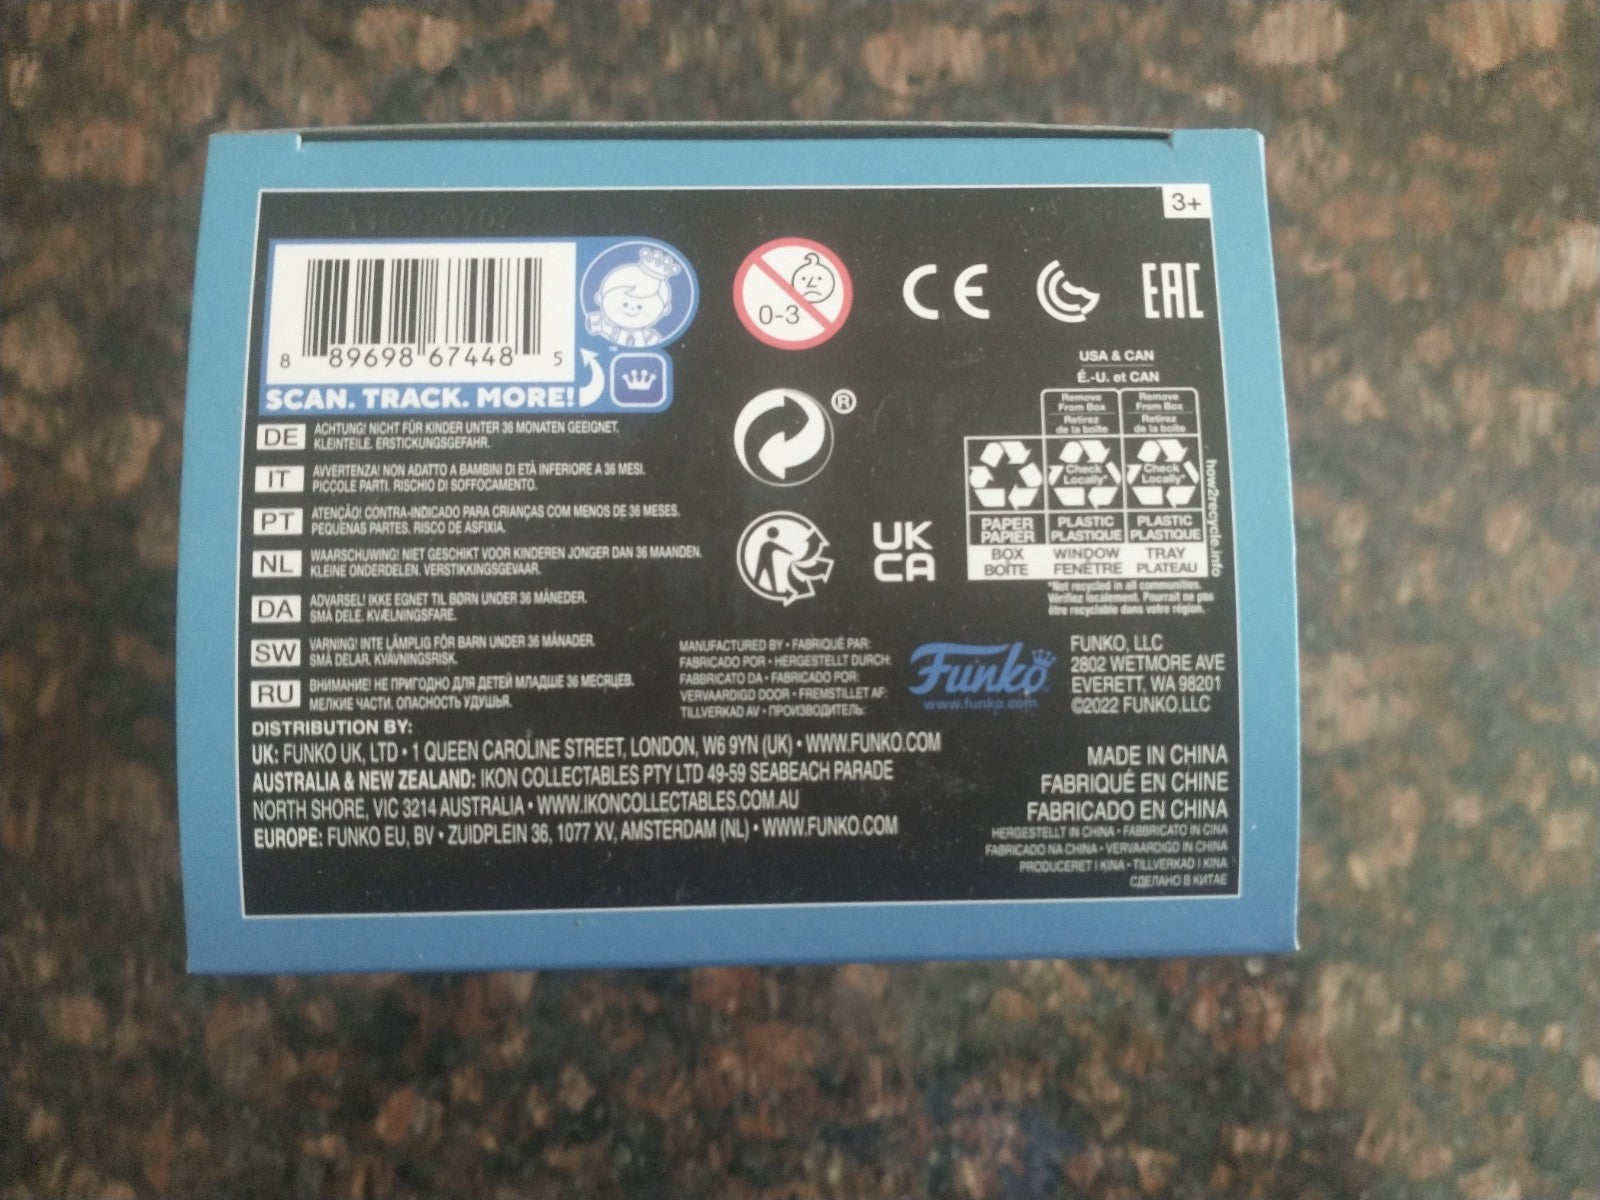 3+
8 89698 67448 5
SCAN. TRACK. MORE!
0-3
CE
EAC
USA & CAN
É.-U. et CAN
Remove From Box
Retirez de la boîte
Remove From Box
Retirez de la boîte
Check Locally*
Check Locally*
PAPER PAPIER
PLASTIC PLASTIQUE
PLASTIC PLASTIQUE
BOX BOÎTE
WINDOW FENÊTRE
TRAY PLATEAU
how2recycle.info
*Not recycled in all communities.
Vérifiez localement. Pourrait ne pas
être recyclable dans votre région.
®
UK
CA
DE ACHTUNG! NICHT FÜR KINDER UNTER 36 MONATEN GEEIGNET.
KLEINTEILE. ERSTICKUNGSGEFAHR.
IT AVVERTENZA! NON ADATTO A BAMBINI DI ETÀ INFERIORE A 36 MESI.
PICCOLE PARTI. RISCHIO DI SOFFOCAMENTO.
PT ATENÇÃO! CONTRA-INDICADO PARA CRIANÇAS COM MENOS DE 36 MESES.
PEQUENAS PARTES. RISCO DE ASFIXIA.
NL WAARSCHUWING! NIET GESCHIKT VOOR KINDEREN JONGER DAN 36 MAANDEN.
KLEINE ONDERDELEN. VERSTIKKINGSGEVAAR.
DA ADVARSEL! IKKE EGNET TIL BØRN UNDER 36 MÅNEDER.
SMÅ DELE. KVÆLNINGSFARE.
SW VARNING! INTE LÄMPLIG FÖR BARN UNDER 36 MÅNADER.
SMÅ DELAR. KVÄVNINGSRISK.
RU ВНИМАНИЕ! НЕ ПРИГОДНО ДЛЯ ДЕТЕЙ МЛАДШЕ 36 МЕСЯЦЕВ.
МЕЛКИЕ ЧАСТИ. ОПАСНОСТЬ УДУШЬЯ.
MANUFACTURED BY • FABRIQUÉ PAR:
FABRICADO POR • HERGESTELLT DURCH:
FABBRICATO DA • FABRICADO POR:
VERVAARDIGD DOOR • FREMSTILLET AF:
TILLVERKAD AV • ПРОИЗВОДИТЕЛЬ:
Funko
www.funko.com
FUNKO, LLC
2802 WETMORE AVE
EVERETT, WA 98201
©2022 FUNKO,LLC
DISTRIBUTION BY:
UK: FUNKO UK, LTD • 1 QUEEN CAROLINE STREET, LONDON, W6 9YN (UK) • WWW.FUNKO.COM
AUSTRALIA & NEW ZEALAND: IKON COLLECTABLES PTY LTD 49-59 SEABEACH PARADE
NORTH SHORE, VIC 3214 AUSTRALIA • WWW.IKONCOLLECTABLES.COM.AU
EUROPE: FUNKO EU, BV • ZUIDPLEIN 36, 1077 XV, AMSTERDAM (NL) • WWW.FUNKO.COM
MADE IN CHINA
FABRIQUÉ EN CHINE
FABRICADO EN CHINA
HERGESTELLT IN CHINA • FABBRICATO IN CINA
FABRICADO NA CHINA • VERVAARDIGD IN CHINA
PRODUCERET I KINA • TILLVERKAD I KINA
СДЕЛАНО В КИТАЕ